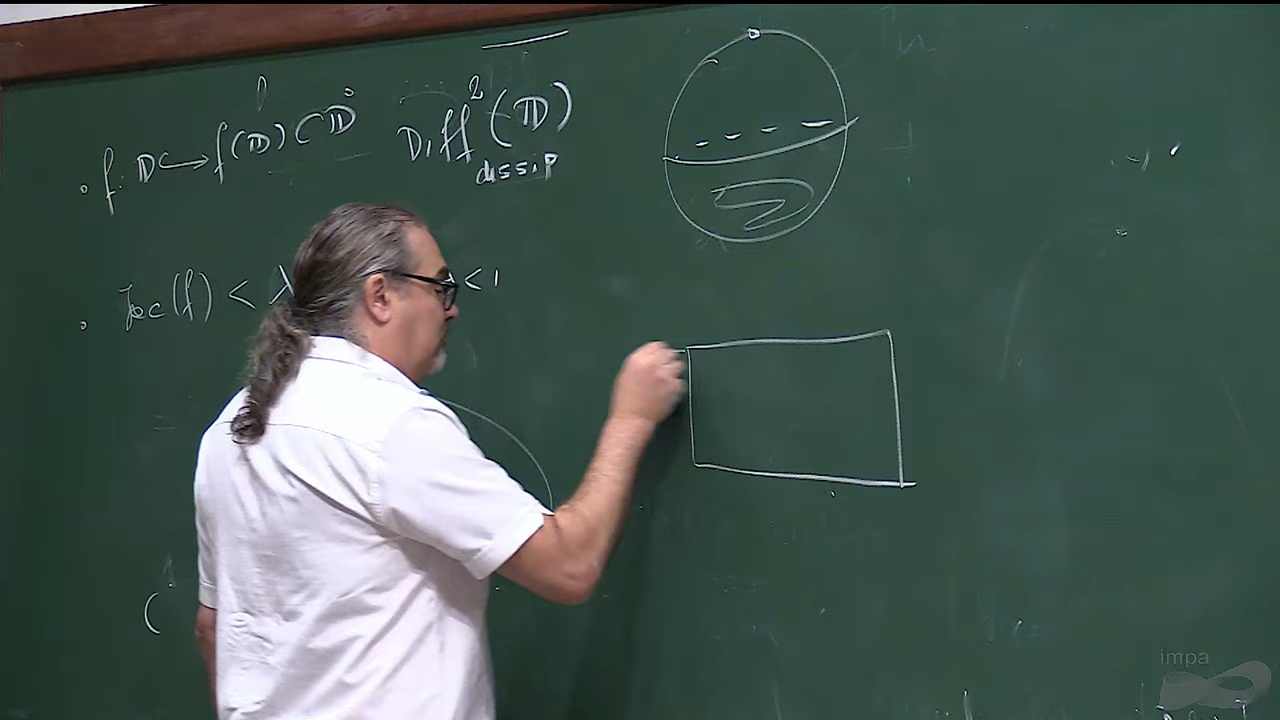 · f: 𝔻 ↪ f(𝔻) ⊂ 𝔻° Diff²(𝔻)
dissip
· Jac(f) < λ < 1
(
impa